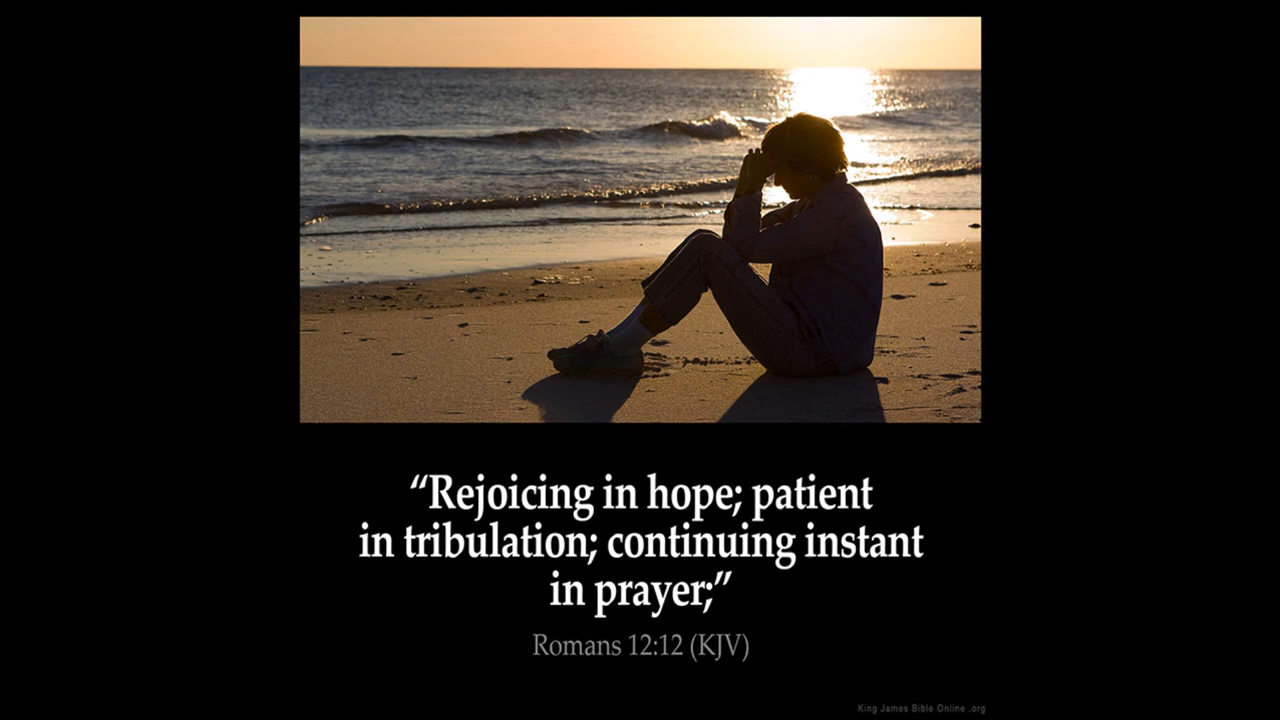 “Rejoicing in hope; patient
in tribulation; continuing instant
in prayer;”
Romans 12:12 (KJV)
King James Bible Online .org